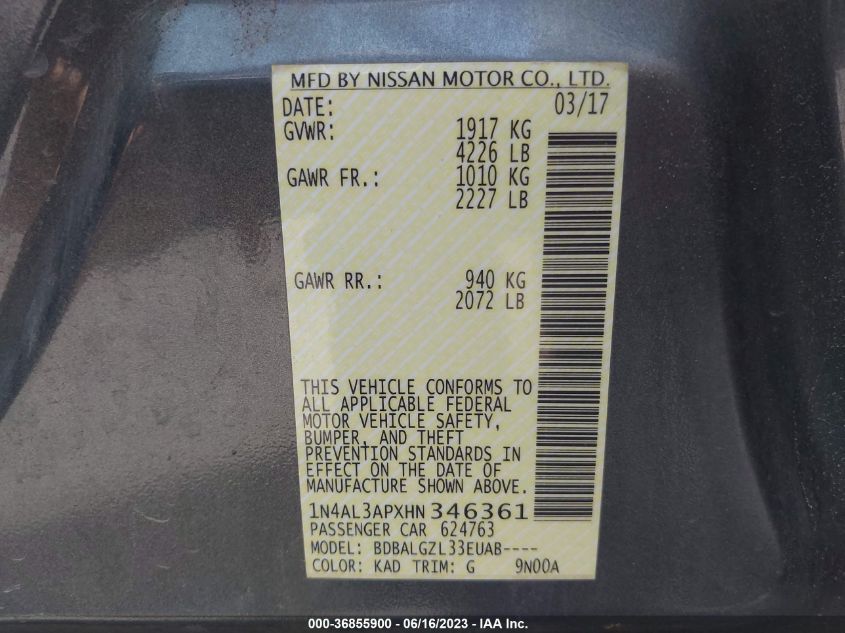 MFD BY NISSAN MOTOR CO., LTD.
DATE: 03/17
GVWR: 1917 KG
4226 LB
GAWR FR.: 1010 KG
2227 LB
GAWR RR.: 940 KG
2072 LB
THIS VEHICLE CONFORMS TO
ALL APPLICABLE FEDERAL
MOTOR VEHICLE SAFETY,
BUMPER, AND THEFT
PREVENTION STANDARDS IN
EFFECT ON THE DATE OF
MANUFACTURE SHOWN ABOVE.
1N4AL3APXHN346361
PASSENGER CAR 624763
MODEL: BDBALGZL33EUAB----
COLOR: KAD TRIM: G 9N00A
000-36855900 - 06/16/2023 - IAA Inc.